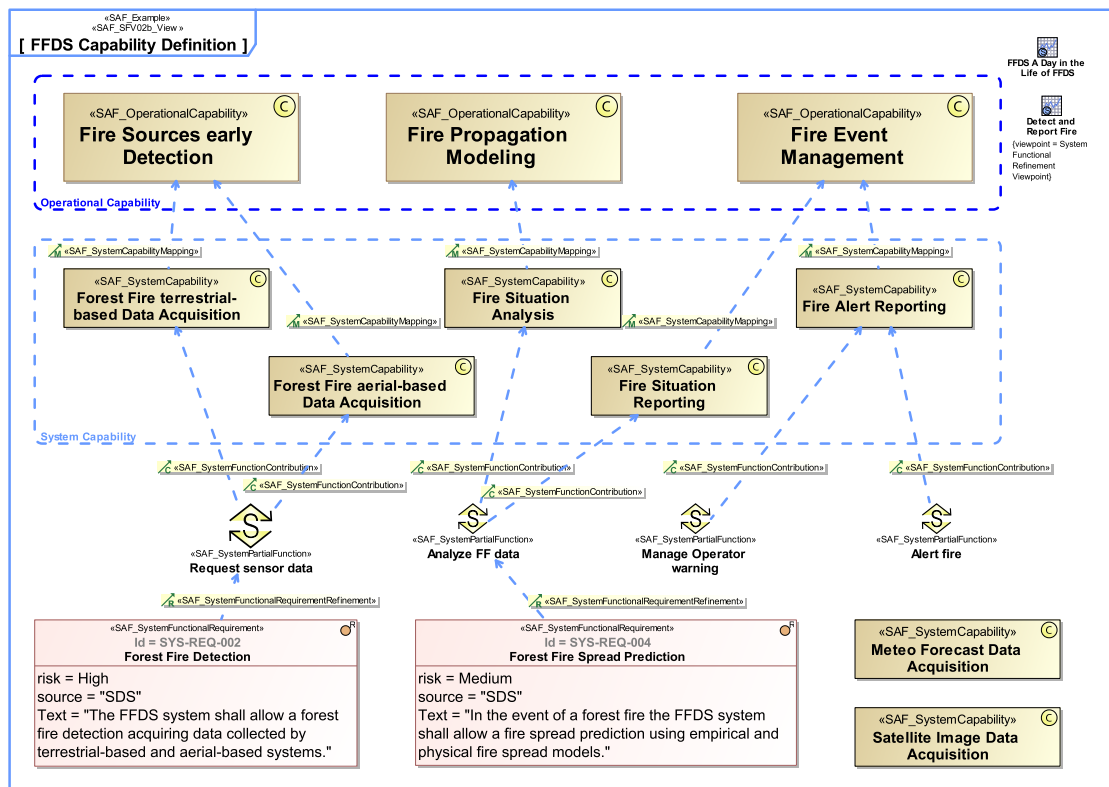 «SAF_Example»
«SAF_SFV02b_View »
[ FFDS Capability Definition ]
FFDS A Day in the
Life of FFDS
Detect and
Report Fire
{viewpoint = System
Functional
Refinement
Viewpoint}
«SAF_OperationalCapability»
Fire Sources early
Detection
C
«SAF_OperationalCapability»
Fire Propagation
Modeling
C
«SAF_OperationalCapability»
Fire Event
Management
C
Operational Capability
M «SAF_SystemCapabilityMapping»
M «SAF_SystemCapabilityMapping»
M «SAF_SystemCapabilityMapping»
«SAF_SystemCapability»
Forest Fire terrestrial-
based Data Acquisition
C
«SAF_SystemCapability»
Fire Situation
Analysis
C
«SAF_SystemCapability»
Fire Alert Reporting
C
M «SAF_SystemCapabilityMapping»
M «SAF_SystemCapabilityMapping»
«SAF_SystemCapability»
Forest Fire aerial-based
Data Acquisition
C
«SAF_SystemCapability»
Fire Situation
Reporting
C
System Capability
C «SAF_SystemFunctionContribution»
C «SAF_SystemFunctionContribution»
C «SAF_SystemFunctionContribution»
C «SAF_SystemFunctionContribution»
C «SAF_SystemFunctionContribution»
C «SAF_SystemFunctionContribution»
S
«SAF_SystemPartialFunction»
Request sensor data
S
«SAF_SystemPartialFunction»
Analyze FF data
S
«SAF_SystemPartialFunction»
Manage Operator
warning
S
«SAF_SystemPartialFunction»
Alert fire
R «SAF_SystemFunctionalRequirementRefinement»
R «SAF_SystemFunctionalRequirementRefinement»
«SAF_SystemFunctionalRequirement»
R
Id = SYS-REQ-002
Forest Fire Detection
risk = High
source = "SDS"
Text = "The FFDS system shall allow a forest
fire detection acquiring data collected by
terrestrial-based and aerial-based systems."
«SAF_SystemFunctionalRequirement»
R
Id = SYS-REQ-004
Forest Fire Spread Prediction
risk = Medium
source = "SDS"
Text = "In the event of a forest fire the FFDS system
shall allow a fire spread prediction using empirical and
physical fire spread models."
«SAF_SystemCapability»
Meteo Forecast Data
Acquisition
C
«SAF_SystemCapability»
Satellite Image Data
Acquisition
C